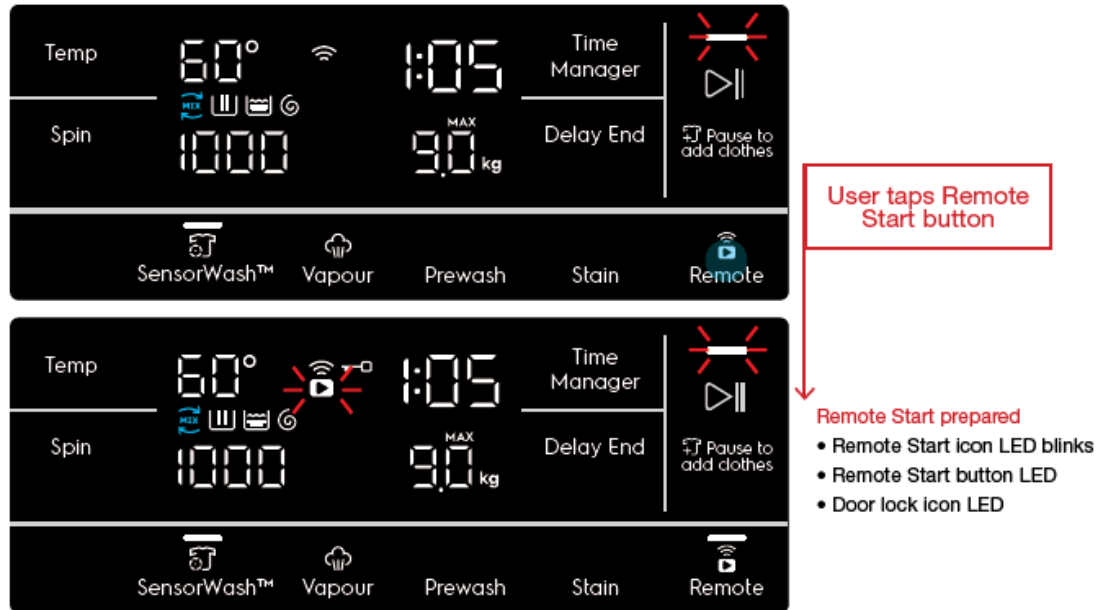 Temp
60°
1:05
Time
Manager
MIX
Spin
1000
MAX
9.0 kg
Delay End
Pause to
add clothes
SensorWash™
Vapour
Prewash
Stain
Remote
User taps Remote
Start button
Temp
60°
1:05
Time
Manager
MIX
Spin
1000
MAX
9.0 kg
Delay End
Pause to
add clothes
SensorWash™
Vapour
Prewash
Stain
Remote
Remote Start prepared
• Remote Start icon LED blinks
• Remote Start button LED
• Door lock icon LED